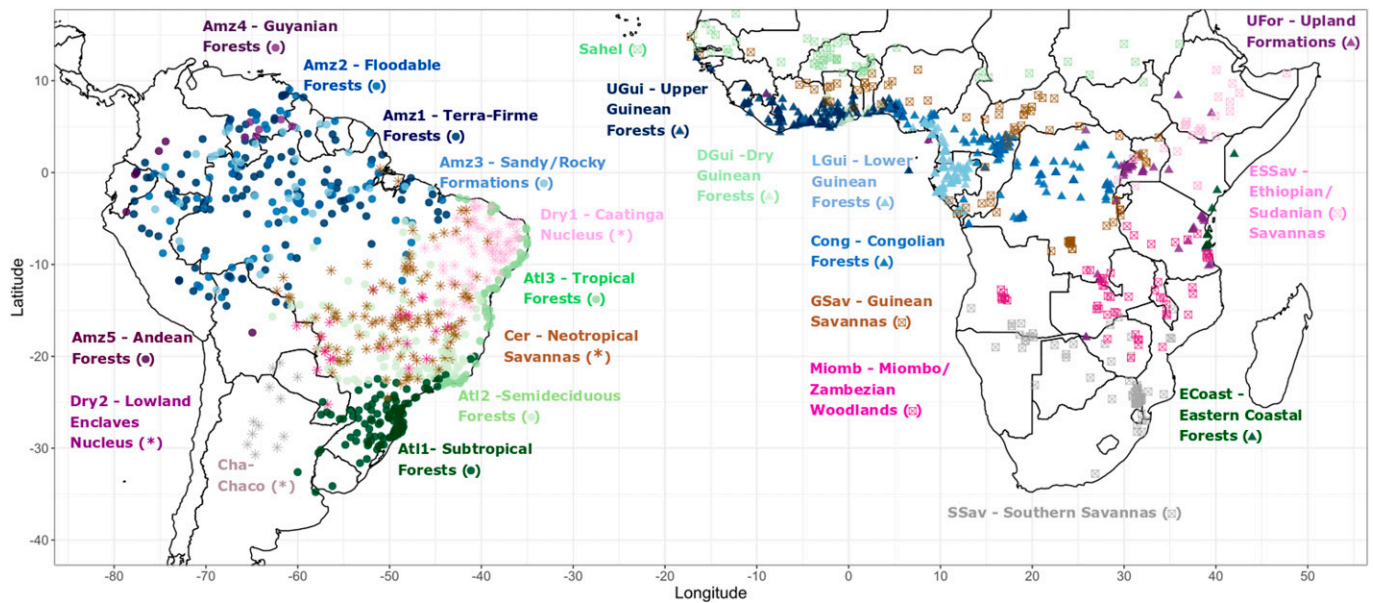 Amz4 - Guyanian
Forests (●)
Amz2 - Floodable
Forests (●)
Amz1 - Terra-Firme
Forests (●)
Amz3 - Sandy/Rocky
Formations (●)
Dry1 - Caatinga
Nucleus (*)
Atl3 - Tropical
Forests (●)
Cer - Neotropical
Savannas (*)
Atl2 -Semideciduous
Forests (●)
Atl1- Subtropical
Forests (●)
Amz5 - Andean
Forests (●)
Dry2 - Lowland
Enclaves
Nucleus (*)
Cha-
Chaco (*)
Sahel (⊠)
UGui - Upper
Guinean
Forests (▲)
DGui -Dry
Guinean
Forests (▲)
LGui - Lower
Guinean
Forests (▲)
Cong - Congolian
Forests (▲)
GSav - Guinean
Savannas (⊠)
Miomb - Miombo/
Zambezian
Woodlands (⊠)
SSav - Southern Savannas (⊠)
UFor - Upland
Formations (▲)
ESSav -
Ethiopian/
Sudanian (⊠)
Savannas
ECoast -
Eastern Coastal
Forests (▲)
Latitude
10
0
-10
-20
-30
-40
-80 -70 -60 -50 -40 -30 -20 -10 0 10 20 30 40 50
Longitude